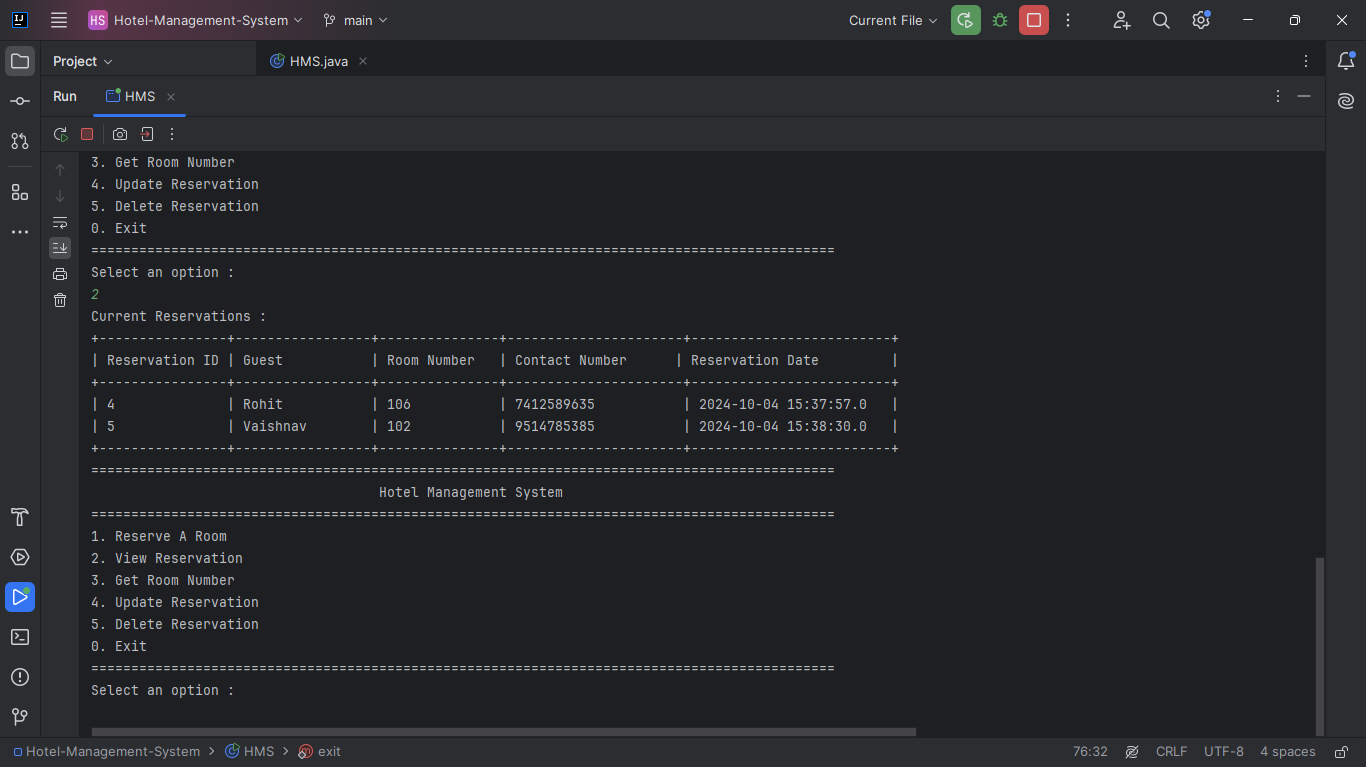 HS Hotel-Management-System main Current File
Project HMS.java
Run HMS
3. Get Room Number
4. Update Reservation
5. Delete Reservation
0. Exit
=============================================================================================
Select an option :
2
Current Reservations :
+----------------+-----------------+---------------+----------------------+-------------------------+
| Reservation ID | Guest           | Room Number   | Contact Number      | Reservation Date         |
+----------------+-----------------+---------------+----------------------+-------------------------+
| 4              | Rohit           | 106           | 7412589635           | 2024-10-04 15:37:57.0   |
| 5              | Vaishnav        | 102           | 9514785385           | 2024-10-04 15:38:30.0   |
+----------------+-----------------+---------------+----------------------+-------------------------+
=============================================================================================
Hotel Management System
=============================================================================================
1. Reserve A Room
2. View Reservation
3. Get Room Number
4. Update Reservation
5. Delete Reservation
0. Exit
=============================================================================================
Select an option :
Hotel-Management-System > HMS > exit 76:32 CRLF UTF-8 4 spaces